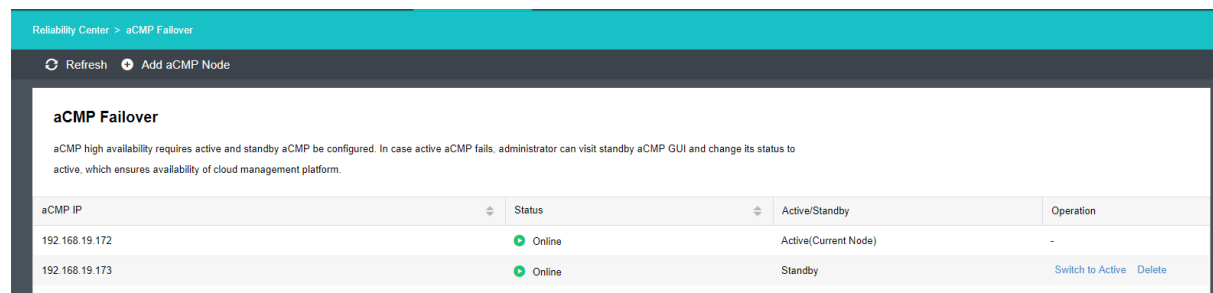 Reliability Center > aCMP Failover
Refresh Add aCMP Node
aCMP Failover
aCMP high availability requires active and standby aCMP be configured. In case active aCMP fails, administrator can visit standby aCMP GUI and change its status to
active, which ensures availability of cloud management platform.
aCMP IP Status Active/Standby Operation
192.168.19.172 Online Active(Current Node) -
192.168.19.173 Online Standby Switch to Active Delete